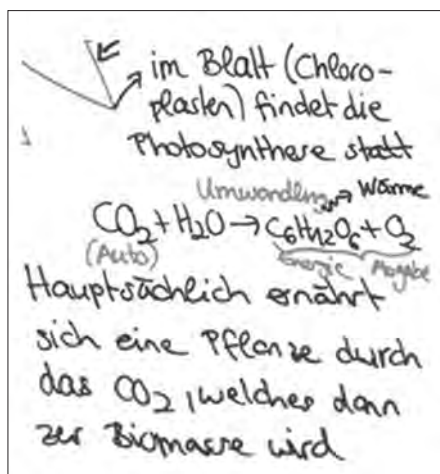 im Blatt (Chloro-
plasten) findet die
Photosynthese statt
Umwandlung → Wärme
CO₂ + H₂O → C₆H₁₂O₆ + O₂
(Auto) Energie Abgabe
Hauptsächlich ernährt
sich eine Pflanze durch
das CO₂, welches dann
zur Biomasse wird